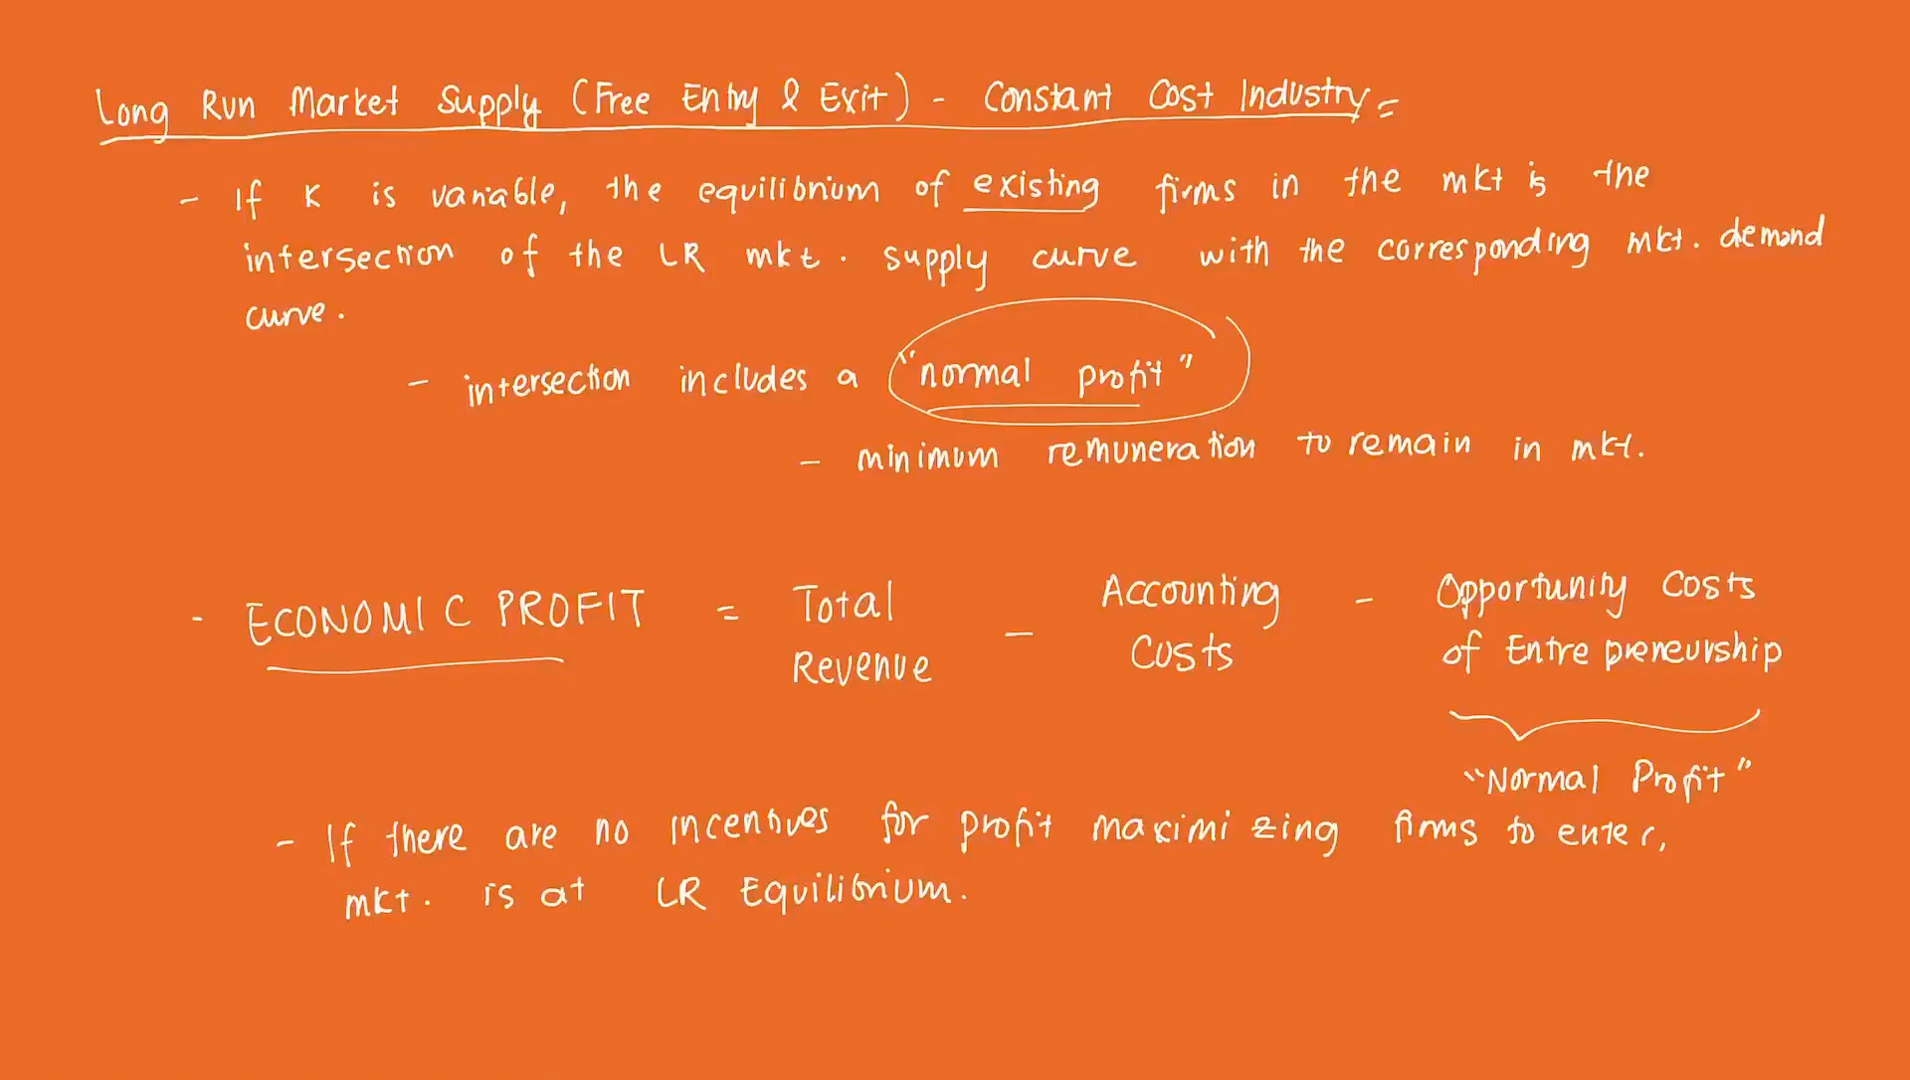 Long Run Market Supply (Free Entry & Exit) - Constant Cost Industry =
- If K is variable, the equilibrium of existing firms in the mkt is the
intersection of the LR mkt. supply curve with the corresponding mkt. demand
curve.
- intersection includes a "normal profit"
- minimum remuneration to remain in mkt.
- ECONOMIC PROFIT = Total Revenue - Accounting Costs - Opportunity Costs of Entrepreneurship
"Normal Profit"
- If there are no incentives for profit maximizing firms to enter,
mkt. is at LR Equilibrium.